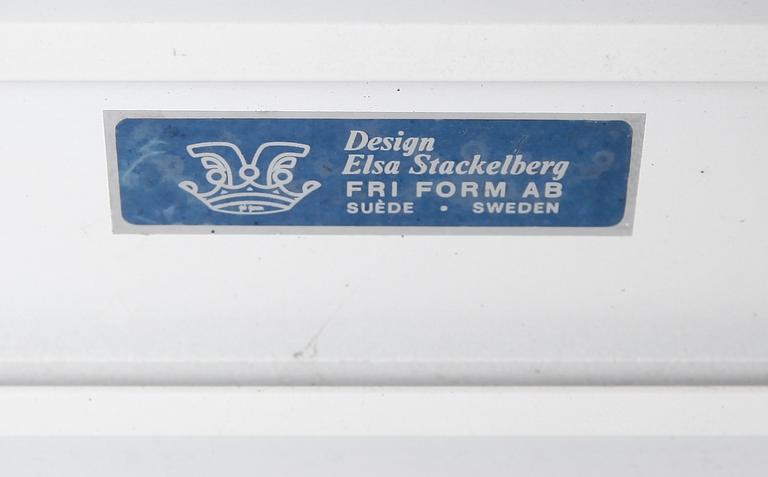 Design
Elsa Stackelberg
FRI FORM AB
SUÈDE • SWEDEN